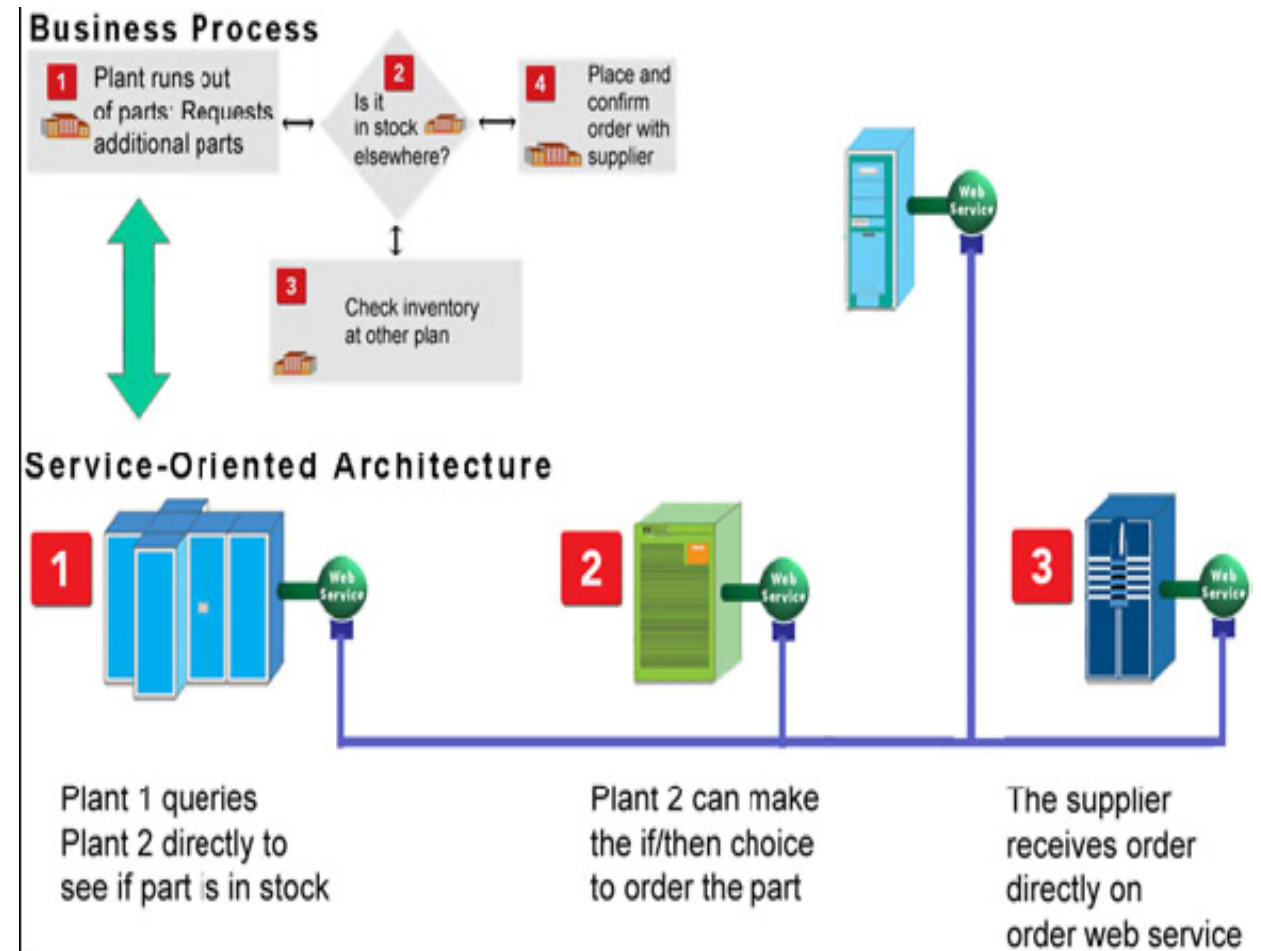 Business Process
1
Plant runs out
of parts: Requests
additional parts
2
Is it
in stock
elsewhere?
4
Place and
confirm
order with
supplier
3
Check inventory
at other plan
Web
Service
Service-Oriented Architecture
1
Web
Service
2
Web
Service
3
Web
Service
Plant 1 queries
Plant 2 directly to
see if part is in stock
Plant 2 can make
the if/then choice
to order the part
The supplier
receives order
directly on
order web service